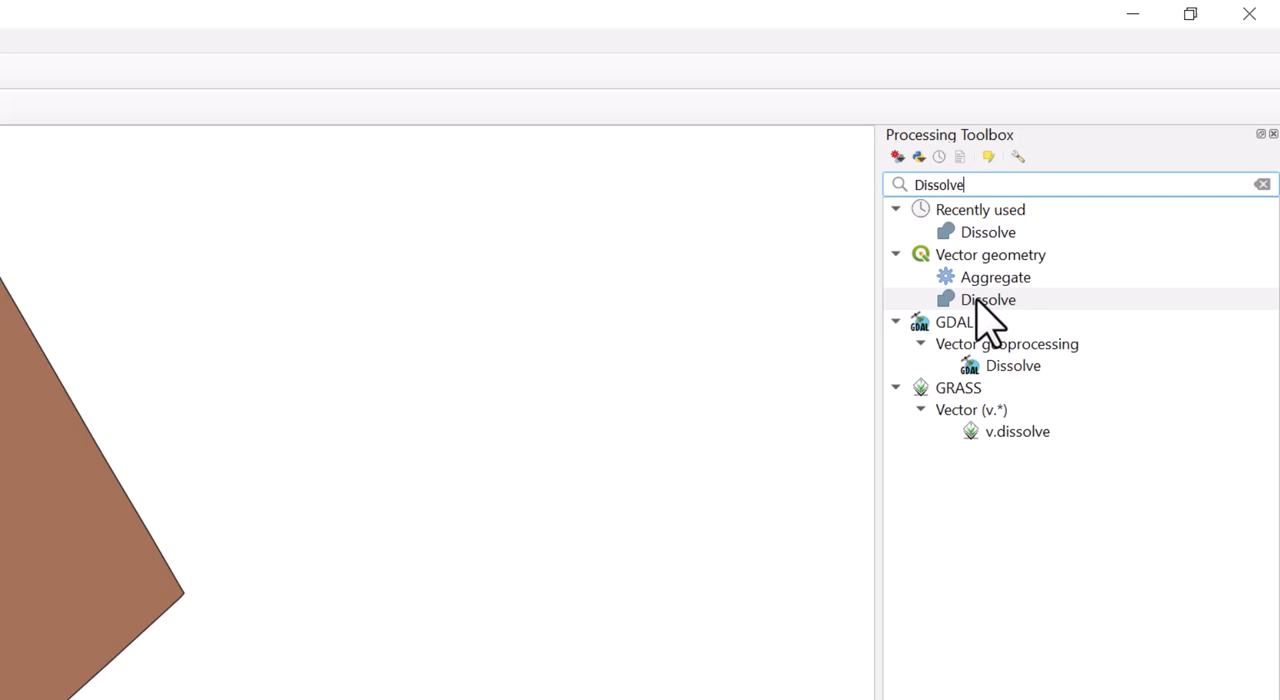 Processing Toolbox
Dissolve
Recently used
Dissolve
Vector geometry
Aggregate
Dissolve
GDAL
Vector geoprocessing
GDAL Dissolve
GRASS
Vector (v.*)
v.dissolve